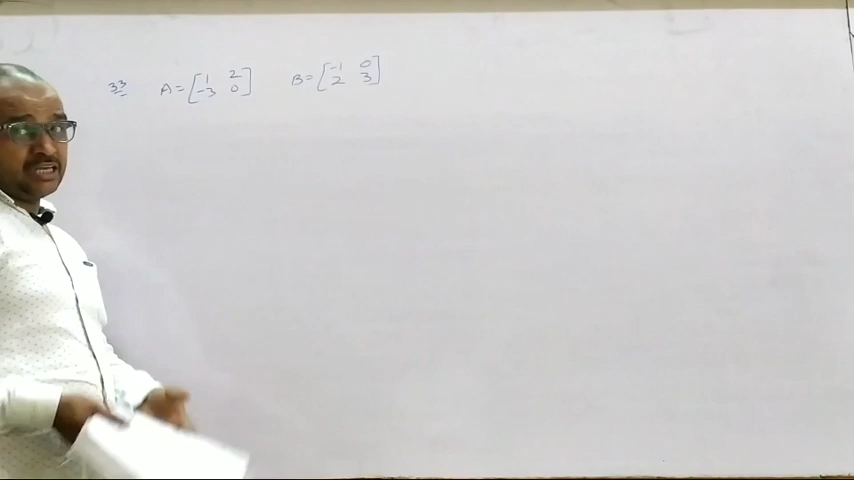 33 A = [1 2 B = [-1 0
-3 0] 2 3]